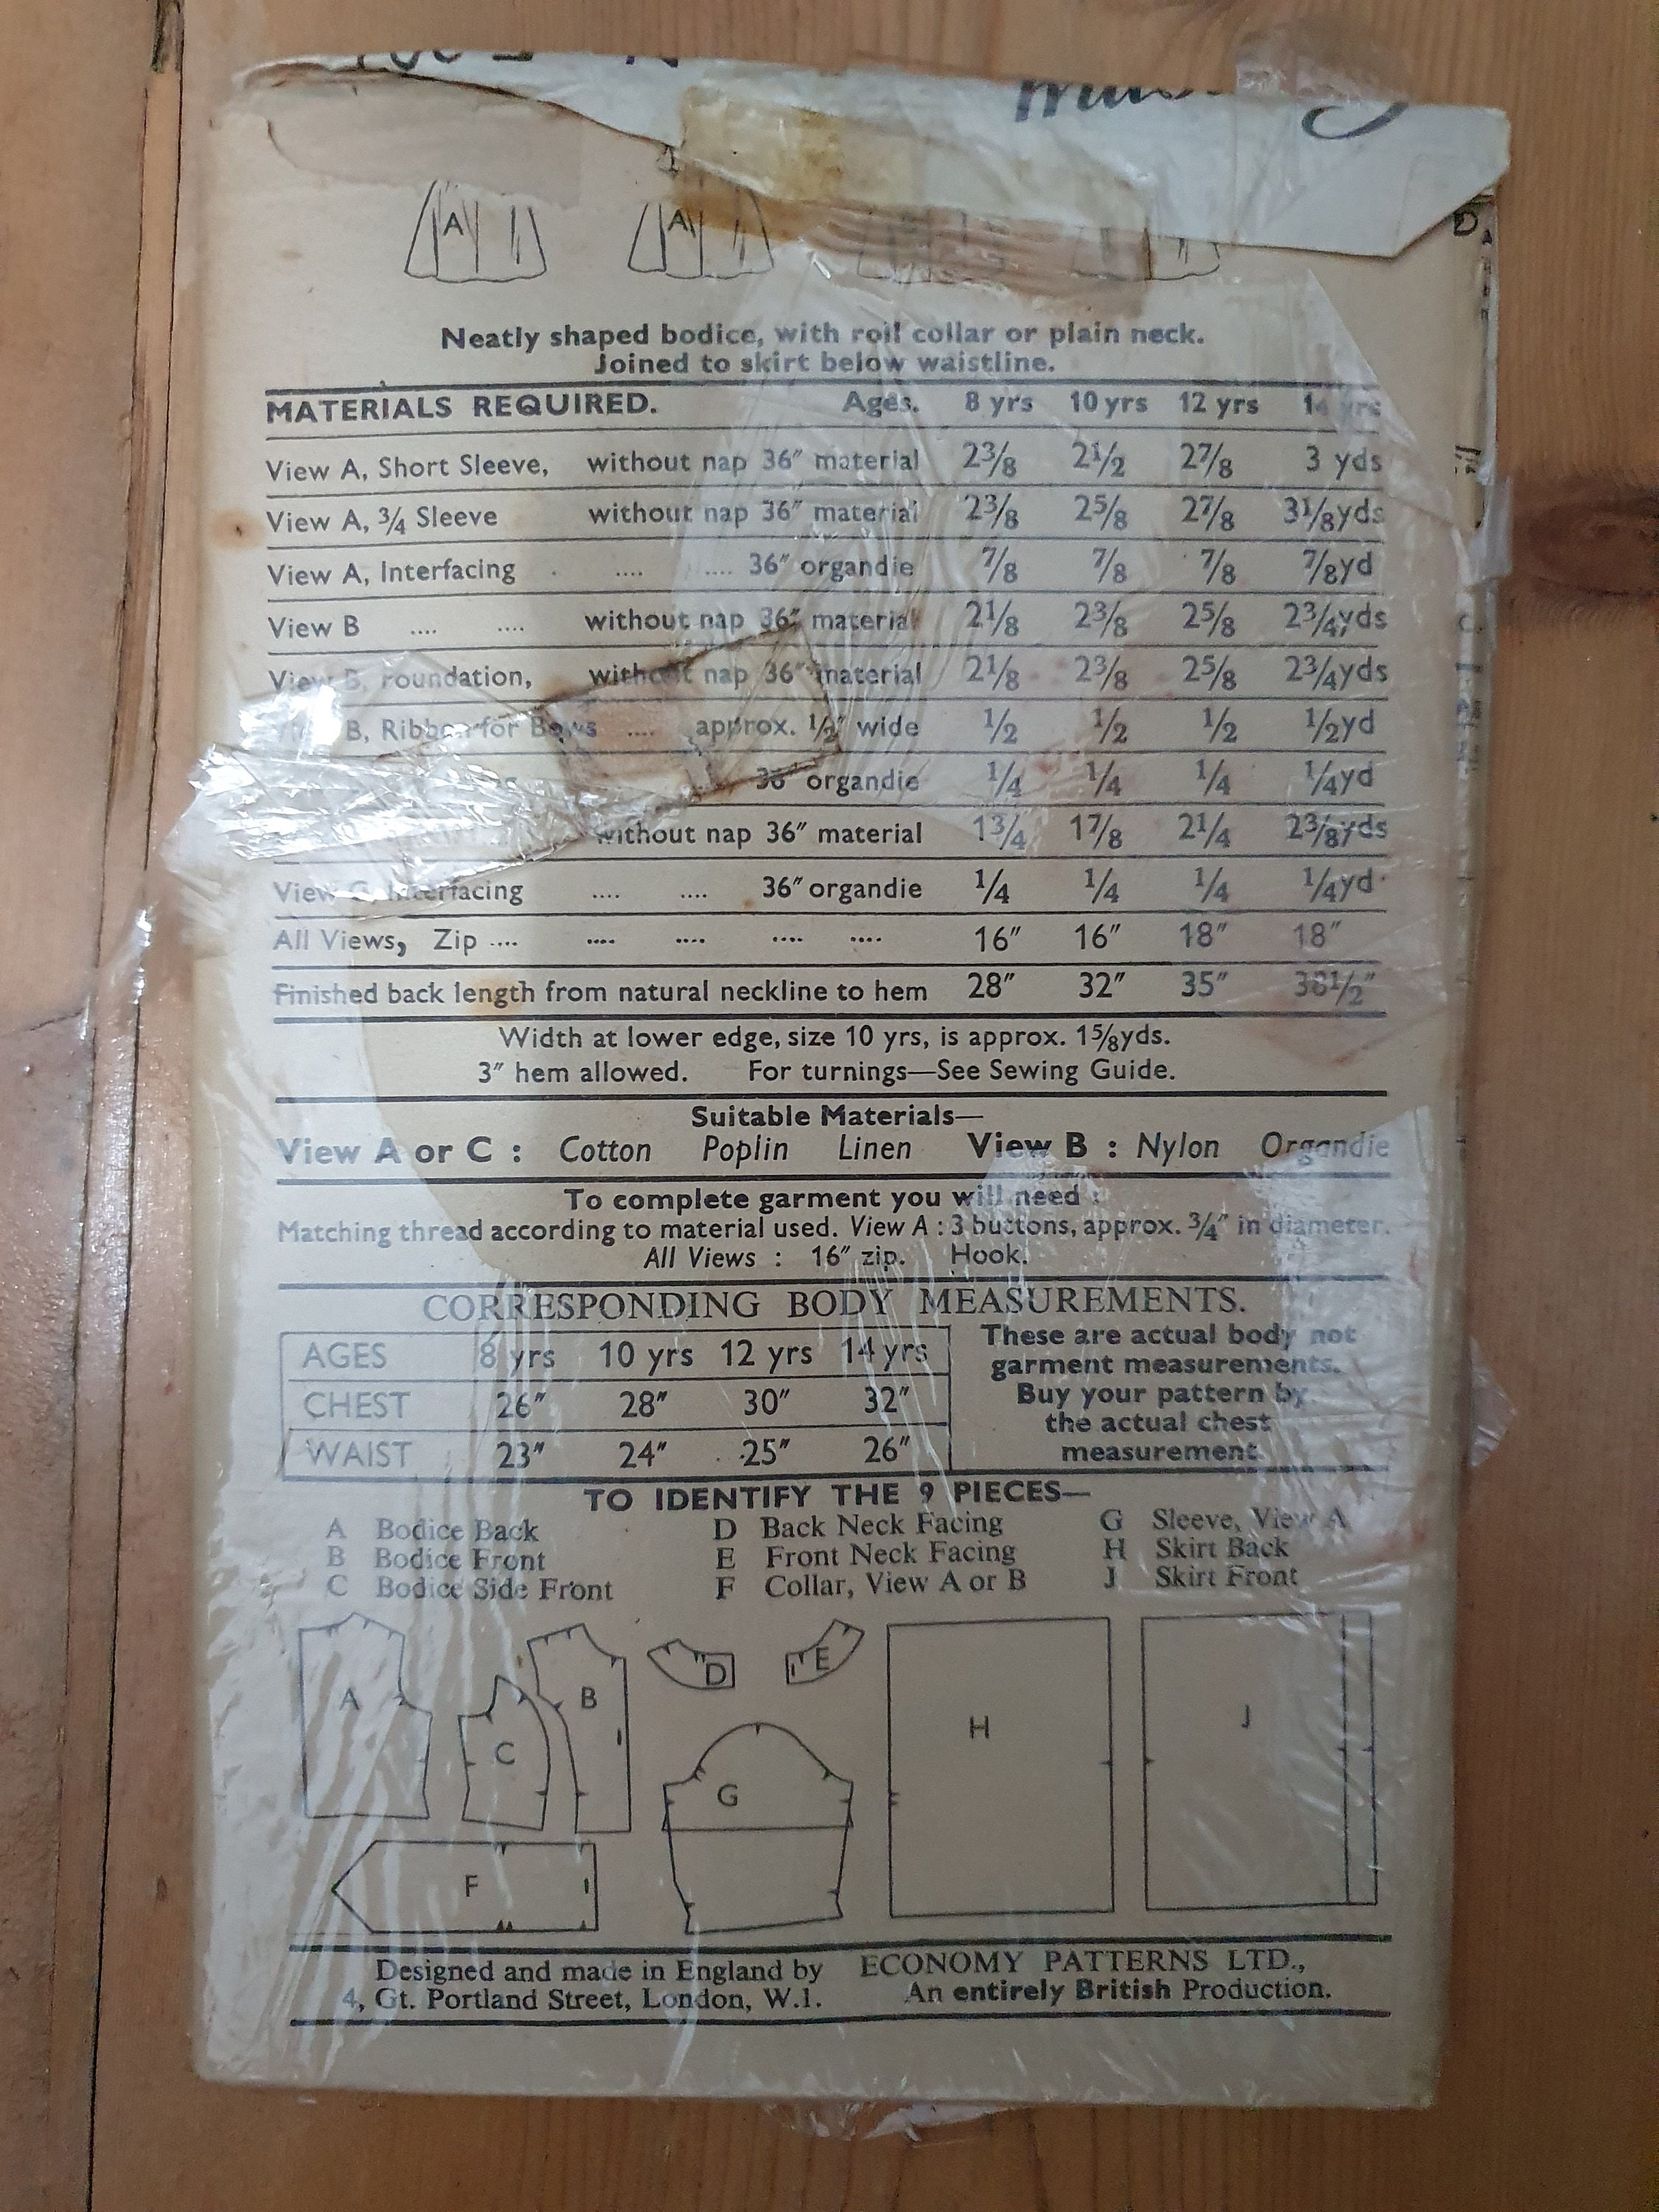 A
A
Neatly shaped bodice, with roll collar or plain neck.
Joined to skirt below waistline.
MATERIALS REQUIRED. Ages. 8 yrs 10 yrs 12 yrs 14 yrs
View A, Short Sleeve, without nap 36″ material 2⅜ 2½ 2⅞ 3 yds
View A, ¾ Sleeve without nap 36″ material 2⅜ 2⅝ 2⅞ 3⅛yds
View A, Interfacing .... .... 36″ organdie ⅞ ⅞ ⅞ ⅞yd
View B .... .... without nap 36″ material 2⅛ 2⅜ 2⅝ 2¾yds
View B, Foundation, without nap 36″ material 2⅛ 2⅜ 2⅝ 2¾yds
B, Ribbon for Bows .... approx. ½″ wide ½ ½ ½ ½yd
36″ organdie ¼ ¼ ¼ ¼yd
without nap 36″ material 1¾ 1⅞ 2¼ 2⅜yds
View C, Interfacing .... .... 36″ organdie ¼ ¼ ¼ ¼yd
All Views, Zip .... .... .... .... .... 16″ 16″ 18″ 18″
Finished back length from natural neckline to hem 28″ 32″ 35″
Width at lower edge, size 10 yrs, is approx. 1⅝yds.
3″ hem allowed. For turnings—See Sewing Guide.
Suitable Materials—
View A or C : Cotton Poplin Linen View B : Nylon Organdie
To complete garment you will need :
Matching thread according to material used. View A : 3 buttons, approx. ¾″ in diameter.
All Views : 16″ zip. Hook.
CORRESPONDING BODY MEASUREMENTS.
AGES 8 yrs 10 yrs 12 yrs 14 yrs
CHEST 26″ 28″ 30″ 32″
WAIST 23″ 24″ 25″ 26″
These are actual body not
garment measurements.
Buy your pattern by
the actual chest
measurement.
TO IDENTIFY THE 9 PIECES—
A Bodice Back
B Bodice Front
C Bodice Side Front
D Back Neck Facing
E Front Neck Facing
F Collar, View A or B
G Sleeve, View A
H Skirt Back
J Skirt Front
A
C
B
D
E
G
F
H
J
Designed and made in England by ECONOMY PATTERNS LTD.,
4, Gt. Portland Street, London, W.1. An entirely British Production.